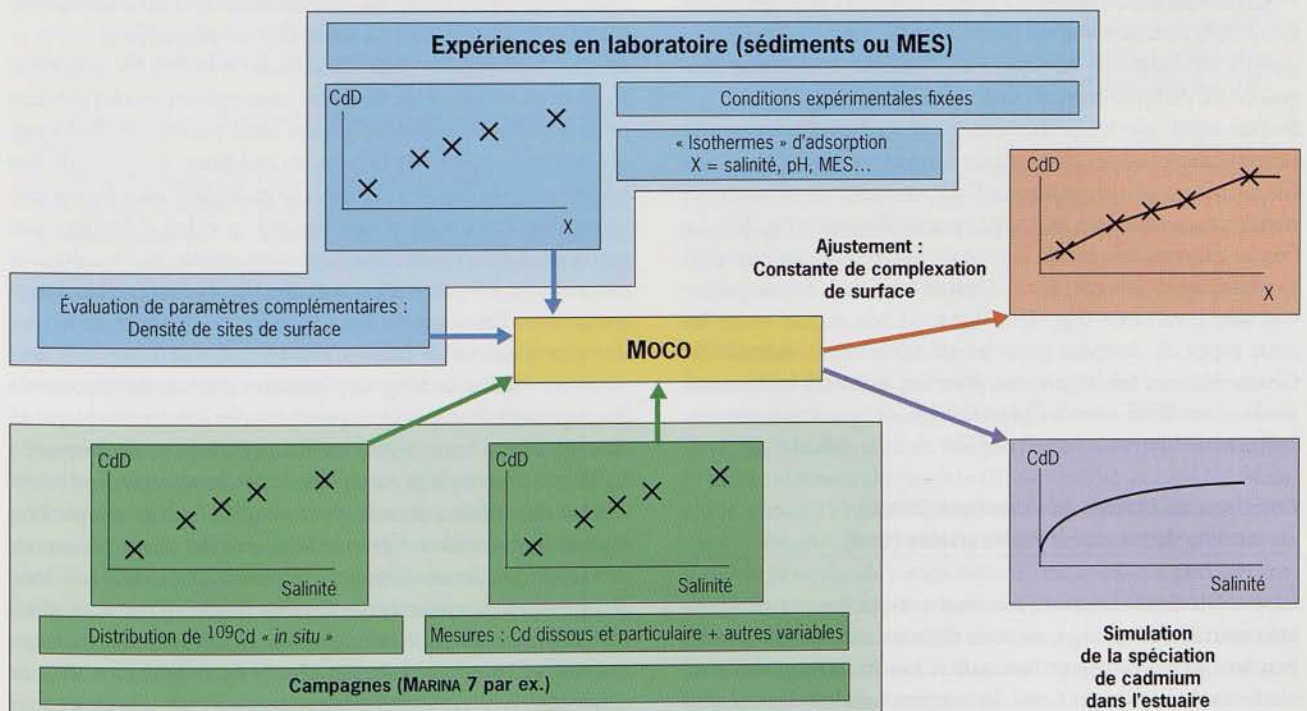 Expériences en laboratoire (sédiments ou MES)
CdD
X
Conditions expérimentales fixées
« Isothermes » d'adsorption
X = salinité, pH, MES...
Évaluation de paramètres complémentaires :
Densité de sites de surface
MOCO
Ajustement :
Constante de complexation
de surface
CdD
X
CdD
Salinité
Simulation
de la spéciation
de cadmium
dans l'estuaire
CdD
Salinité
CdD
Salinité
Distribution de ¹⁰⁹Cd « in situ »
Mesures : Cd dissous et particulaire + autres variables
Campagnes (MARINA 7 par ex.)